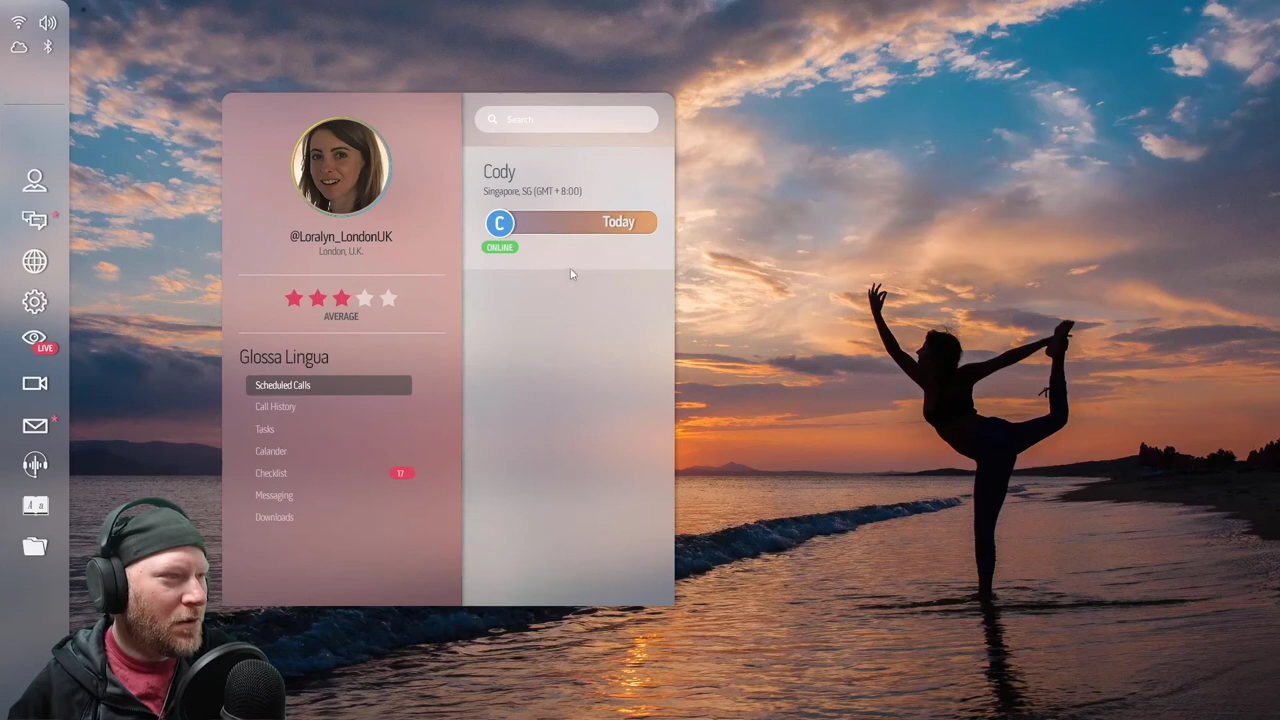 LIVE
A a
@Loralyn_LondonUK
London, U.K.
AVERAGE
Glossa Lingua
Scheduled Calls
Call History
Tasks
Calander
Checklist 17
Messaging
Downloads
Search
Cody
Singapore, SG (GMT + 8:00)
C Today
ONLINE